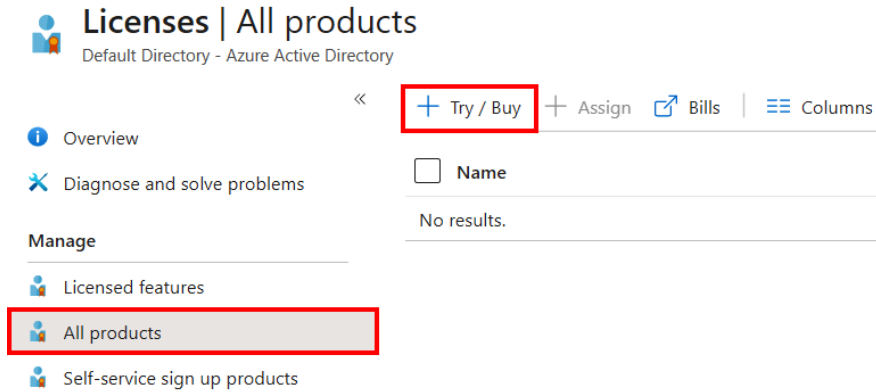 Licenses | All products
Default Directory - Azure Active Directory
«
Overview
Diagnose and solve problems
Manage
Licensed features
All products
Self-service sign up products
+ Try / Buy + Assign Bills Columns
Name
No results.